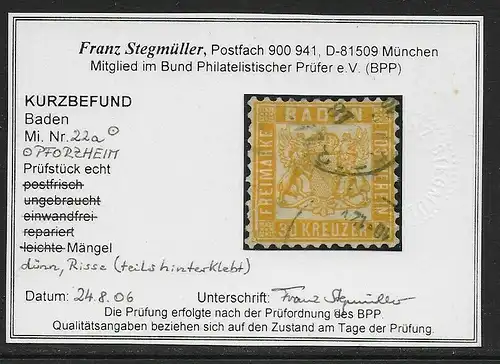 Franz Stegmüller, Postfach 900 941, D-81509 München
Mitglied im Bund Philatelistischer Prüfer e.V. (BPP)
KURZBEFUND
Baden
Mi. Nr. 22a ⊙
⊙ PFORZHEIM
Prüfstück echt
postfrisch
ungebraucht
einwandfrei
repariert
leichte Mängel
dünn, Risse (teils hinterklebt)
BADEN
FREIMARKE
POSTVEREIN
30 KREUZER
Datum: 24.8.06 Unterschrift: Franz Stegmüller
Die Prüfung erfolgte nach der Prüfordnung des BPP.
Qualitätsangaben beziehen sich auf den Zustand am Tage der Prüfung.